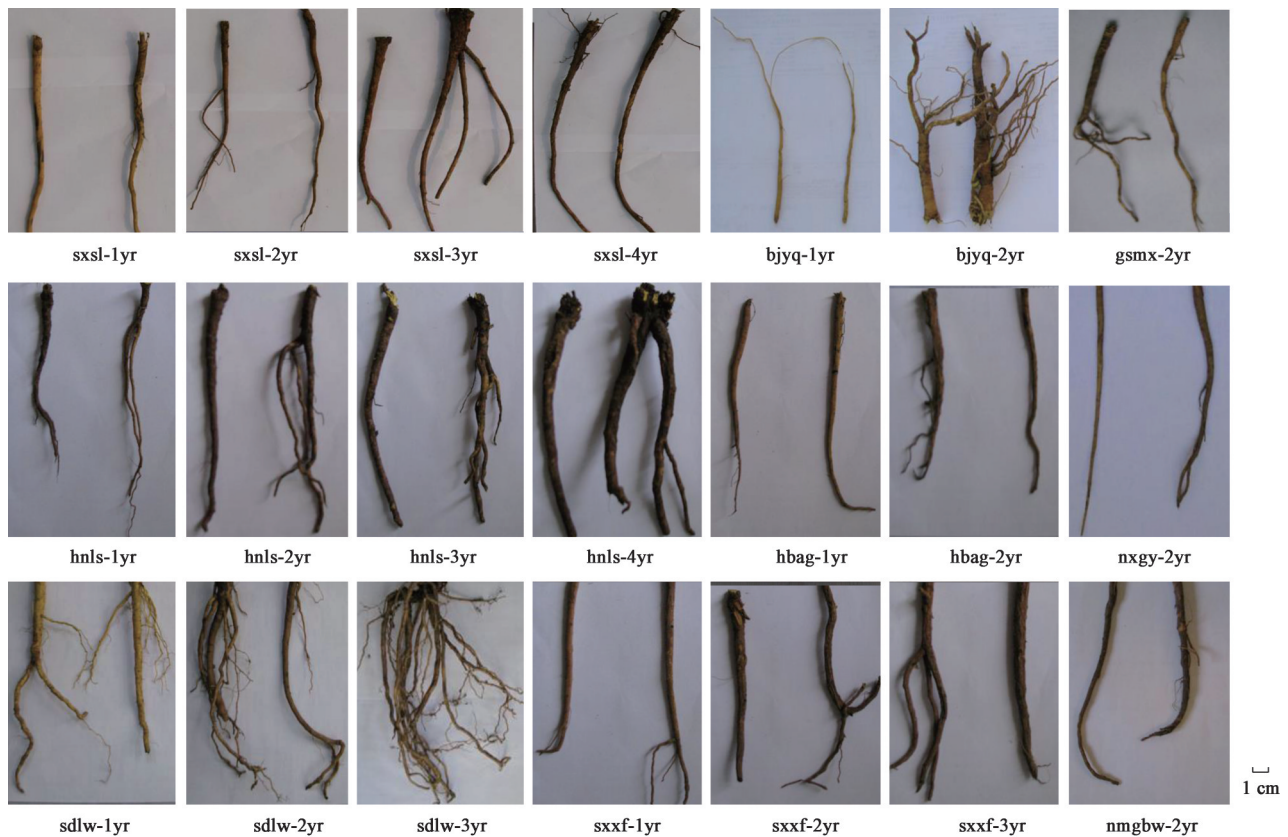 sxsl-1yr sxsl-2yr sxsl-3yr sxsl-4yr bjyq-1yr bjyq-2yr gsmx-2yr
hnls-1yr hnls-2yr hnls-3yr hnls-4yr hbag-1yr hbag-2yr nxgy-2yr
1 cm
sdlw-1yr sdlw-2yr sdlw-3yr sxxf-1yr sxxf-2yr sxxf-3yr nmgbw-2yr